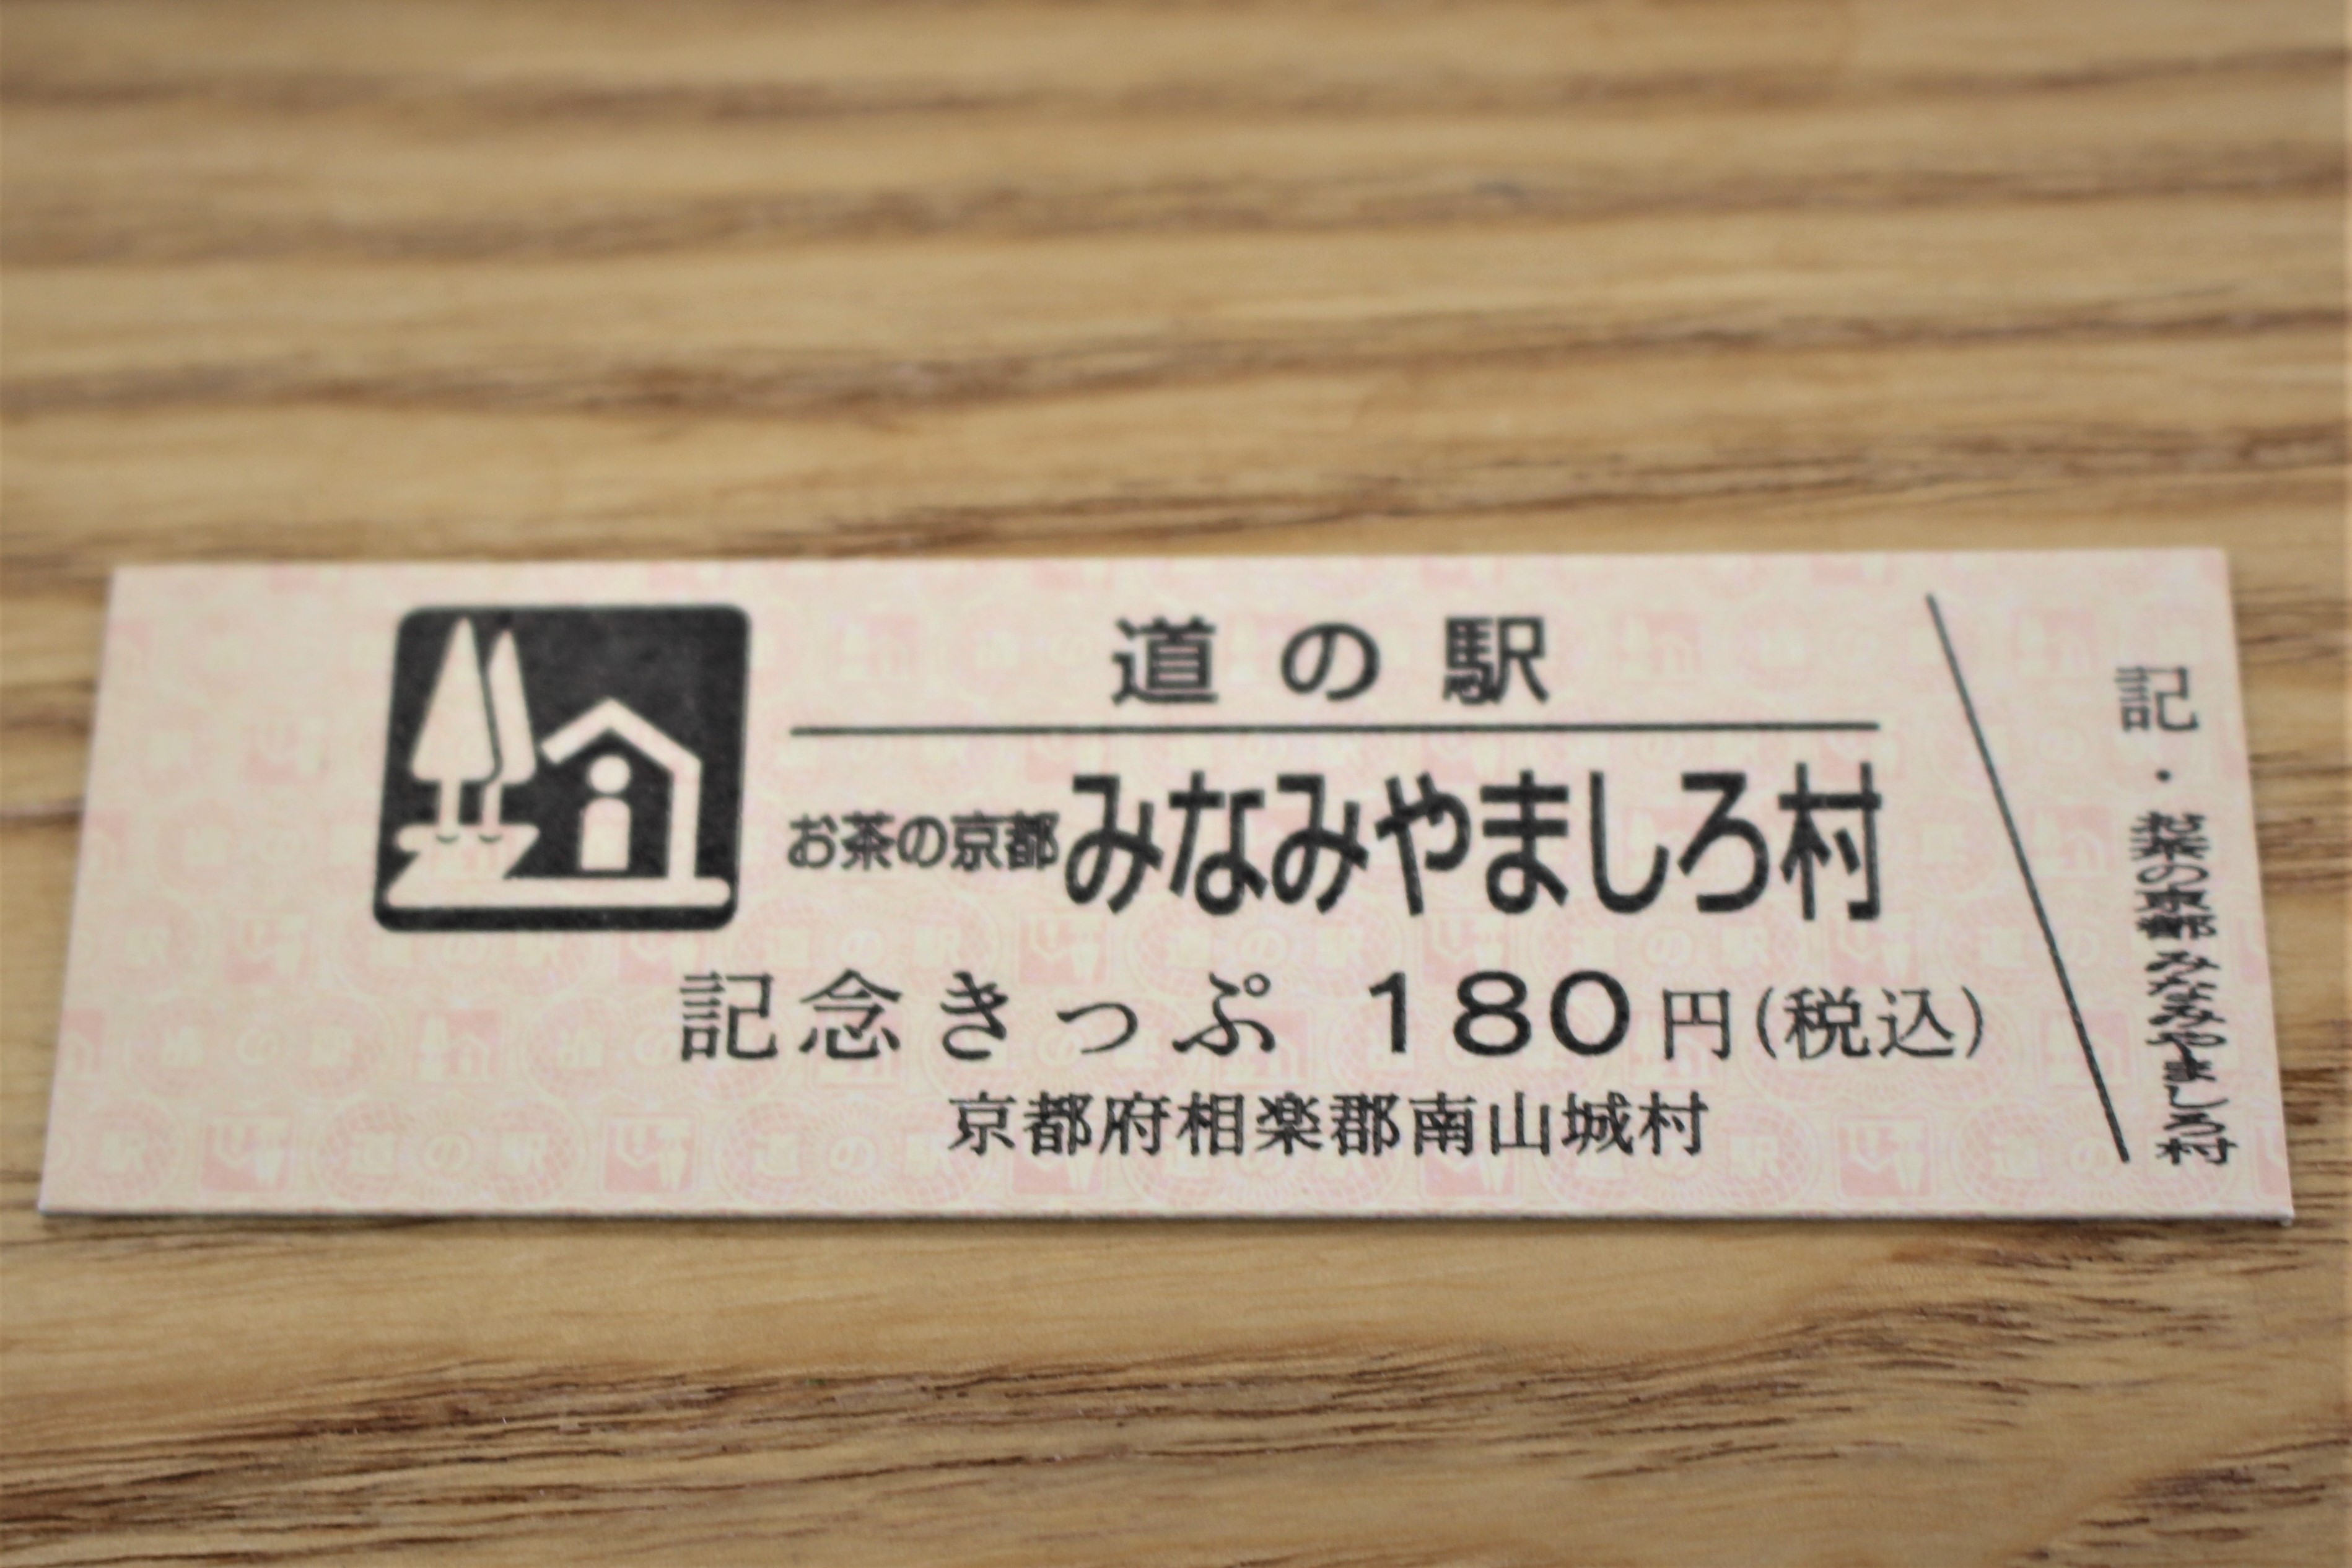 道の駅
お茶の京都みなみやましろ村
記念きっぷ 180円(税込)
京都府相楽郡南山城村
記・お茶の京都みなみやましろ村